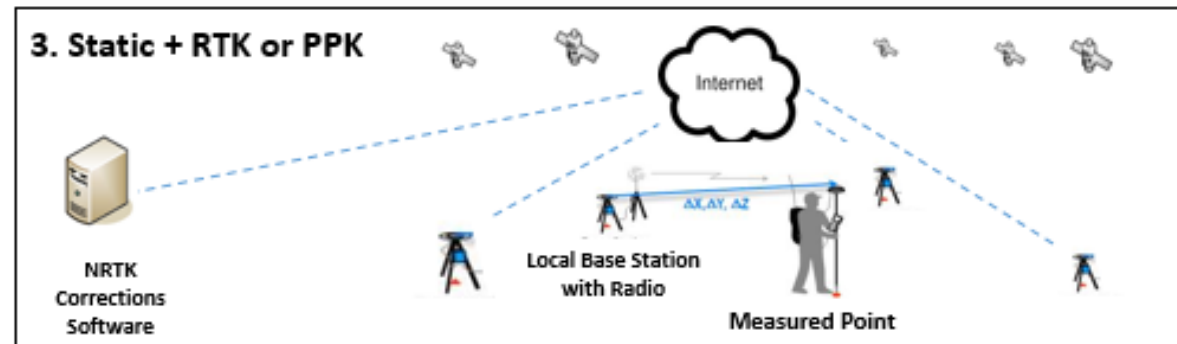 3. Static + RTK or PPK
Internet
ΔX,ΔY, ΔZ
NRTK
Corrections
Software
Local Base Station
with Radio
Measured Point